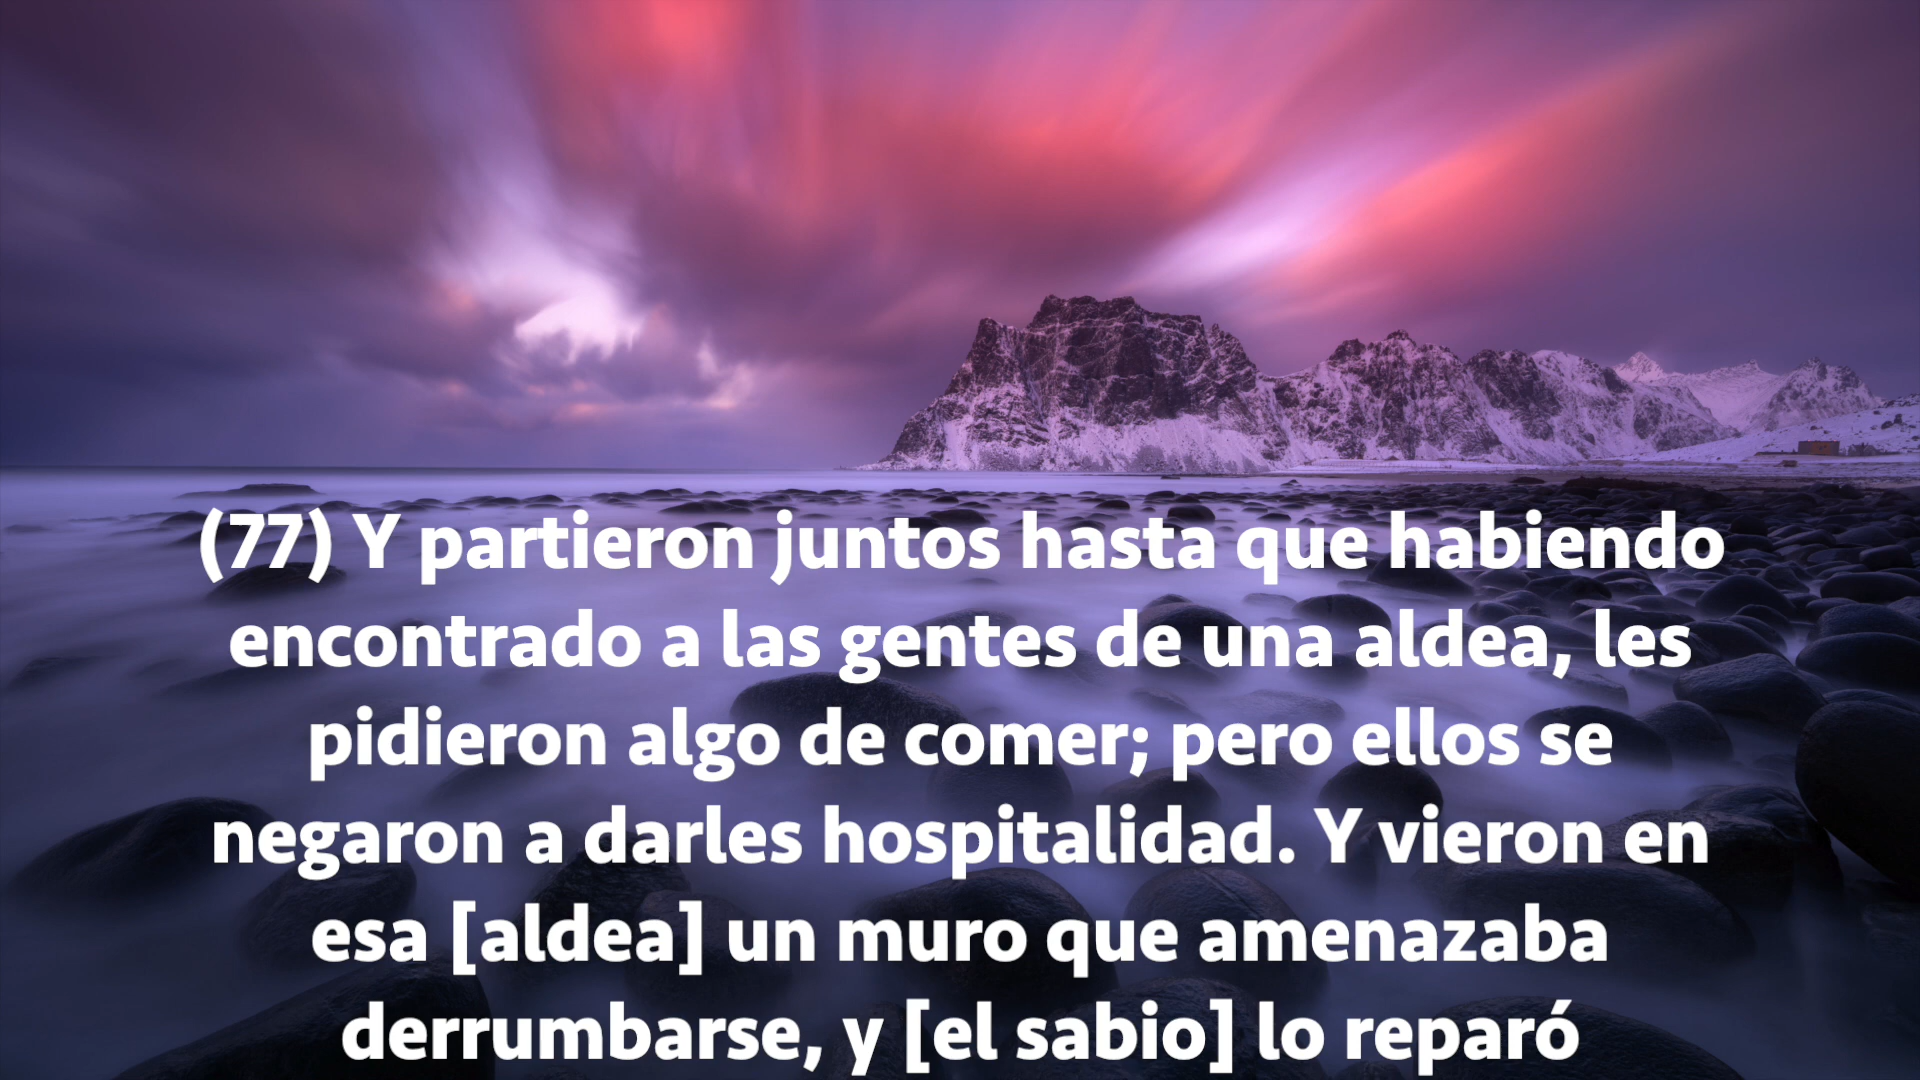 (77) Y partieron juntos hasta que habiendo
encontrado a las gentes de una aldea, les
pidieron algo de comer; pero ellos se
negaron a darles hospitalidad. Y vieron en
esa [aldea] un muro que amenazaba
derrumbarse, y [el sabio] lo reparó